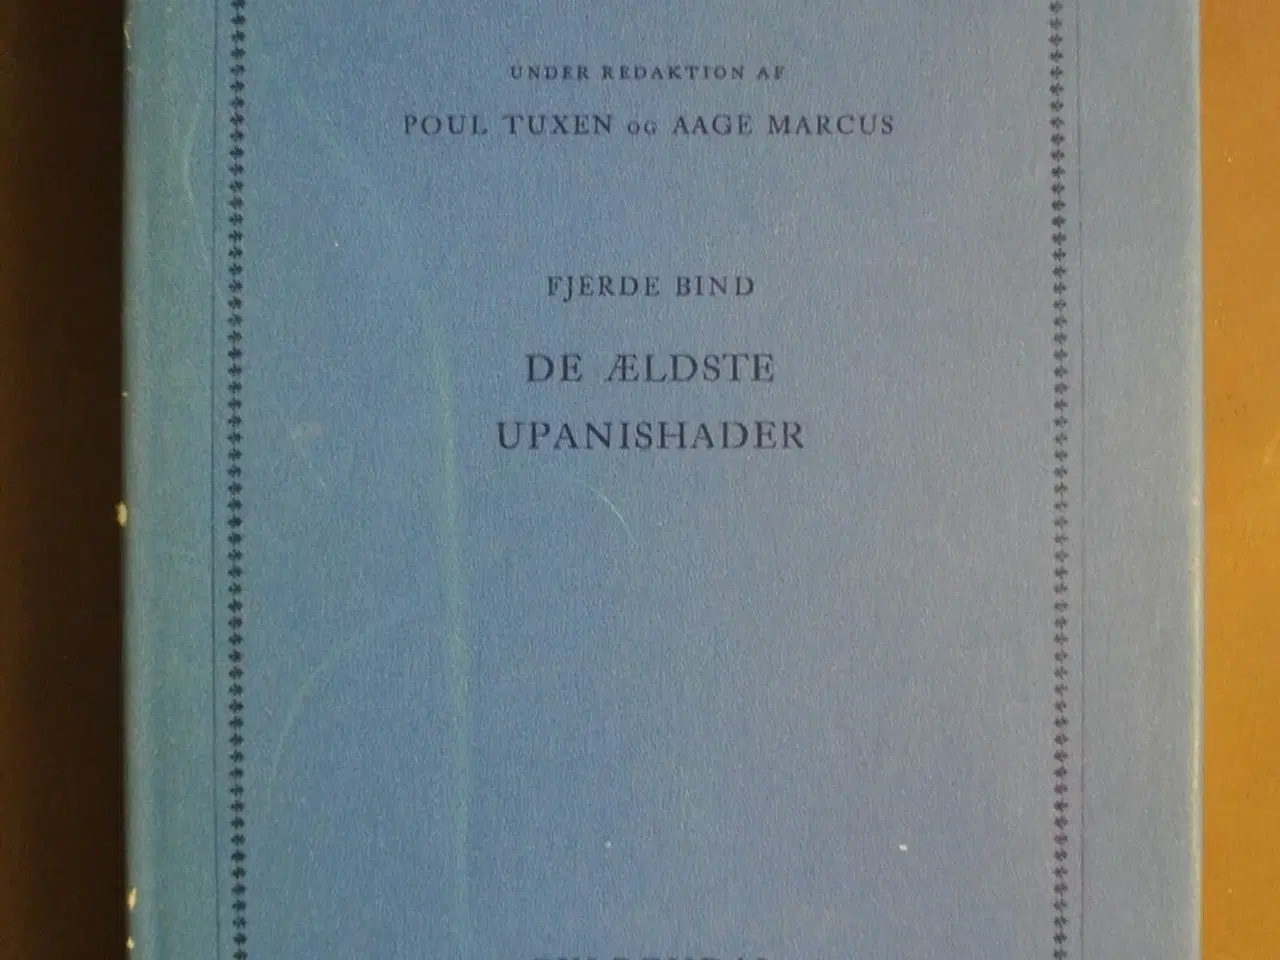 UNDER REDAKTION AF
POUL TUXEN OG AAGE MARCUS
FJERDE BIND
DE ÆLDSTE
UPANISHADER